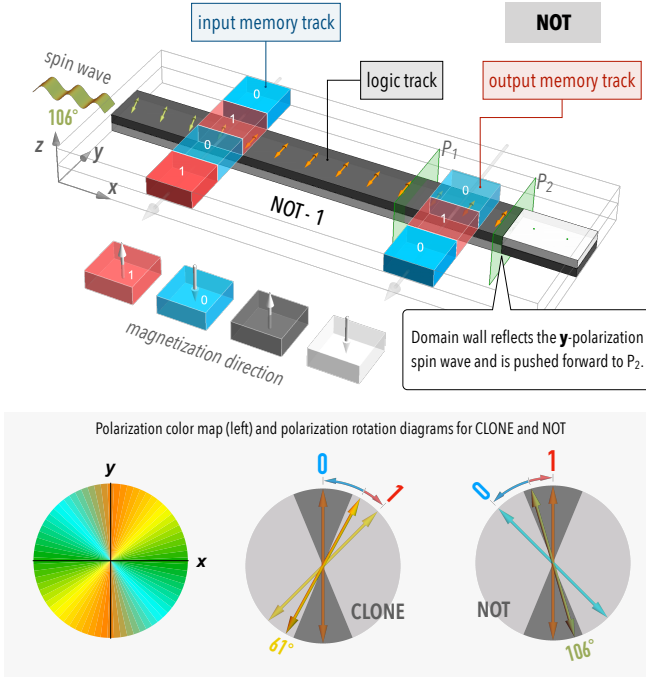 input memory track
NOT
spin wave
logic track
output memory track
106°
0
1
0
1
z
y
x
P1
P2
0
1
0
NOT - 1
1
0
magnetization direction
Domain wall reflects the y-polarization
spin wave and is pushed forward to P2.
Polarization color map (left) and polarization rotation diagrams for CLONE and NOT
y
x
0
1
CLONE
61°
0
1
NOT
106°